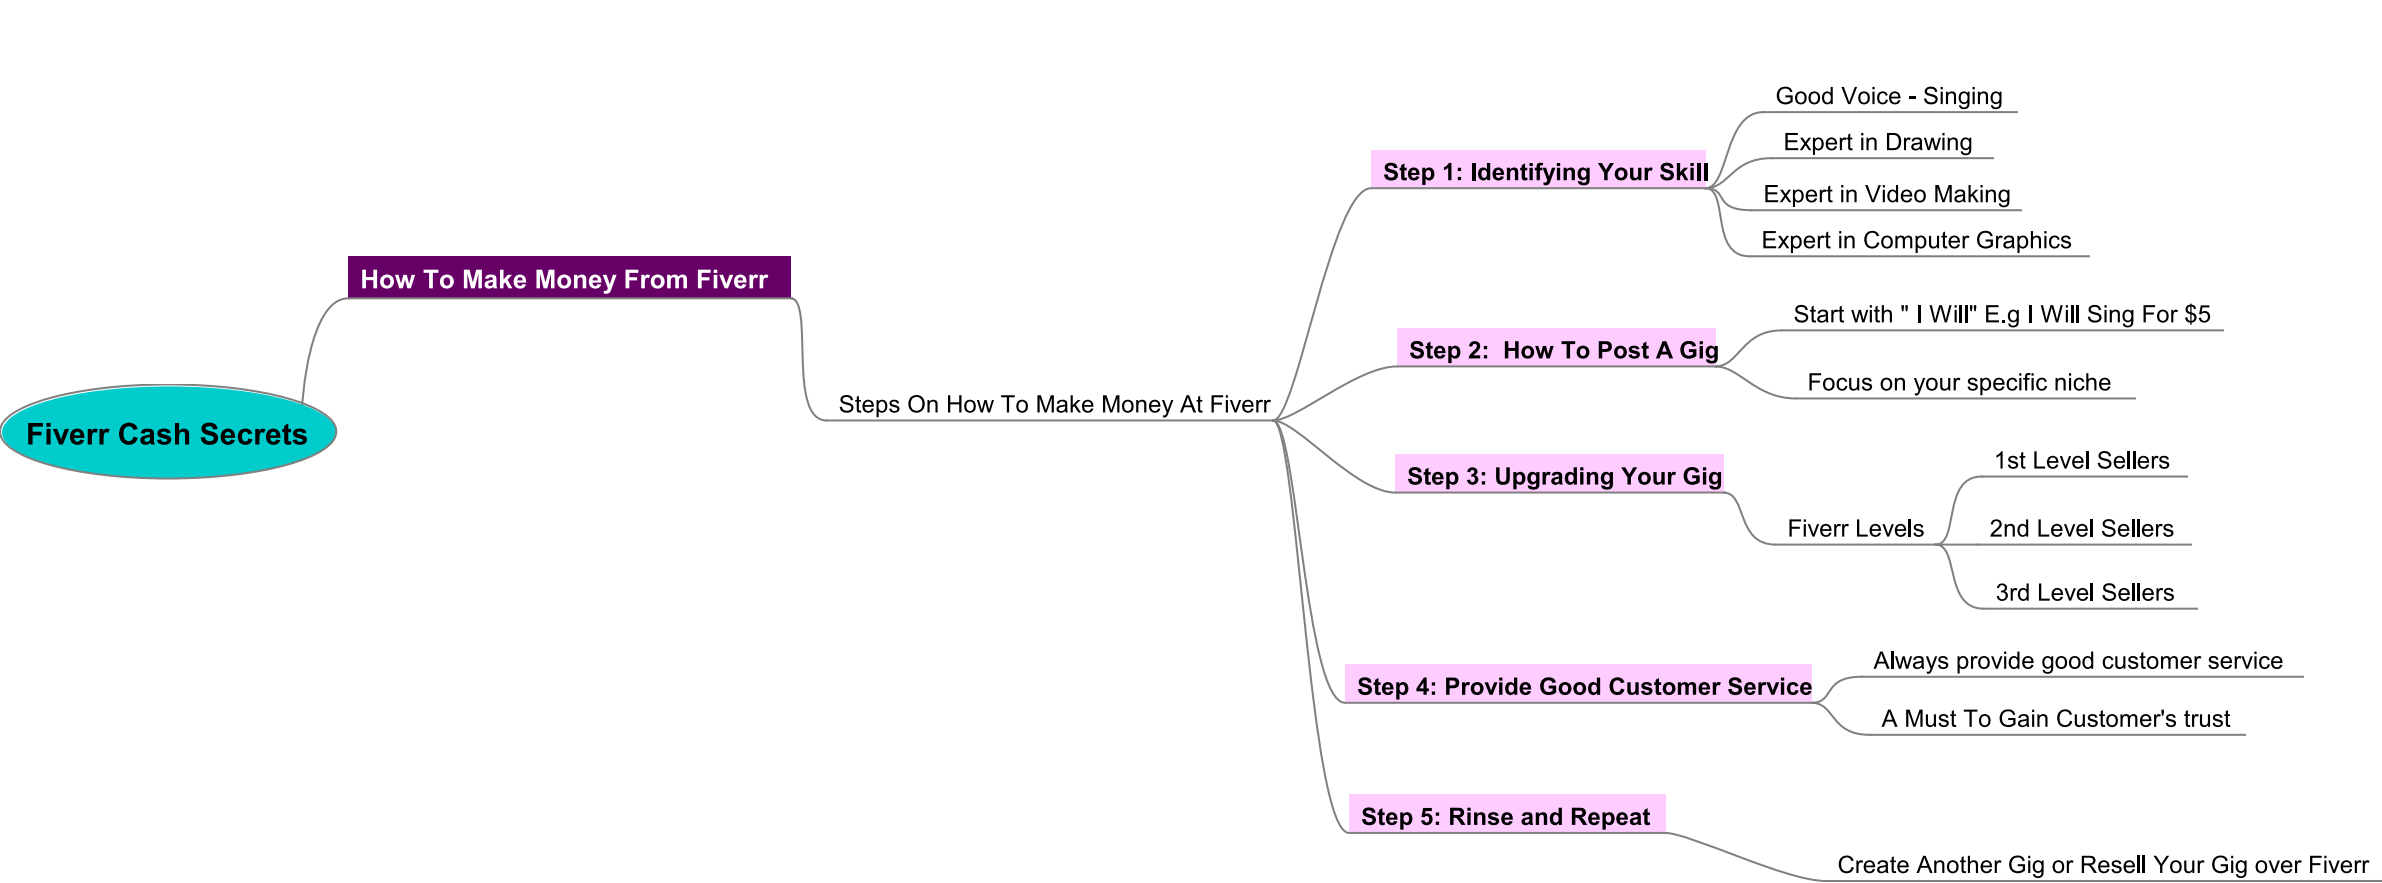 Fiverr Cash Secrets
How To Make Money From Fiverr
Steps On How To Make Money At Fiverr
Step 1: Identifying Your Skill
Good Voice - Singing
Expert in Drawing
Expert in Video Making
Expert in Computer Graphics
Step 2:  How To Post A Gig
Start with " I Will" E.g I Will Sing For $5
Focus on your specific niche
Step 3: Upgrading Your Gig
Fiverr Levels
1st Level Sellers
2nd Level Sellers
3rd Level Sellers
Step 4: Provide Good Customer Service
Always provide good customer service
A Must To Gain Customer's trust
Step 5: Rinse and Repeat
Create Another Gig or Resell Your Gig over Fiverr